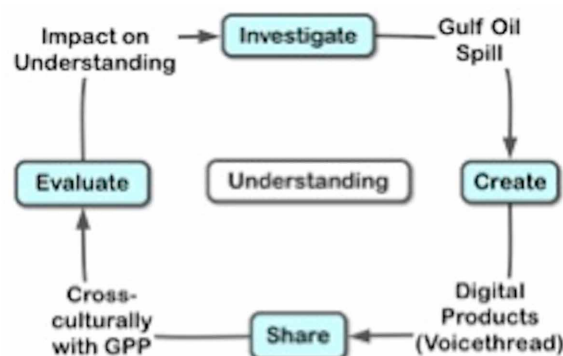 Impact on
Understanding
Investigate
Gulf Oil
Spill
Evaluate
Understanding
Create
Cross-
culturally
with GPP
Share
Digital
Products
(Voicethread)